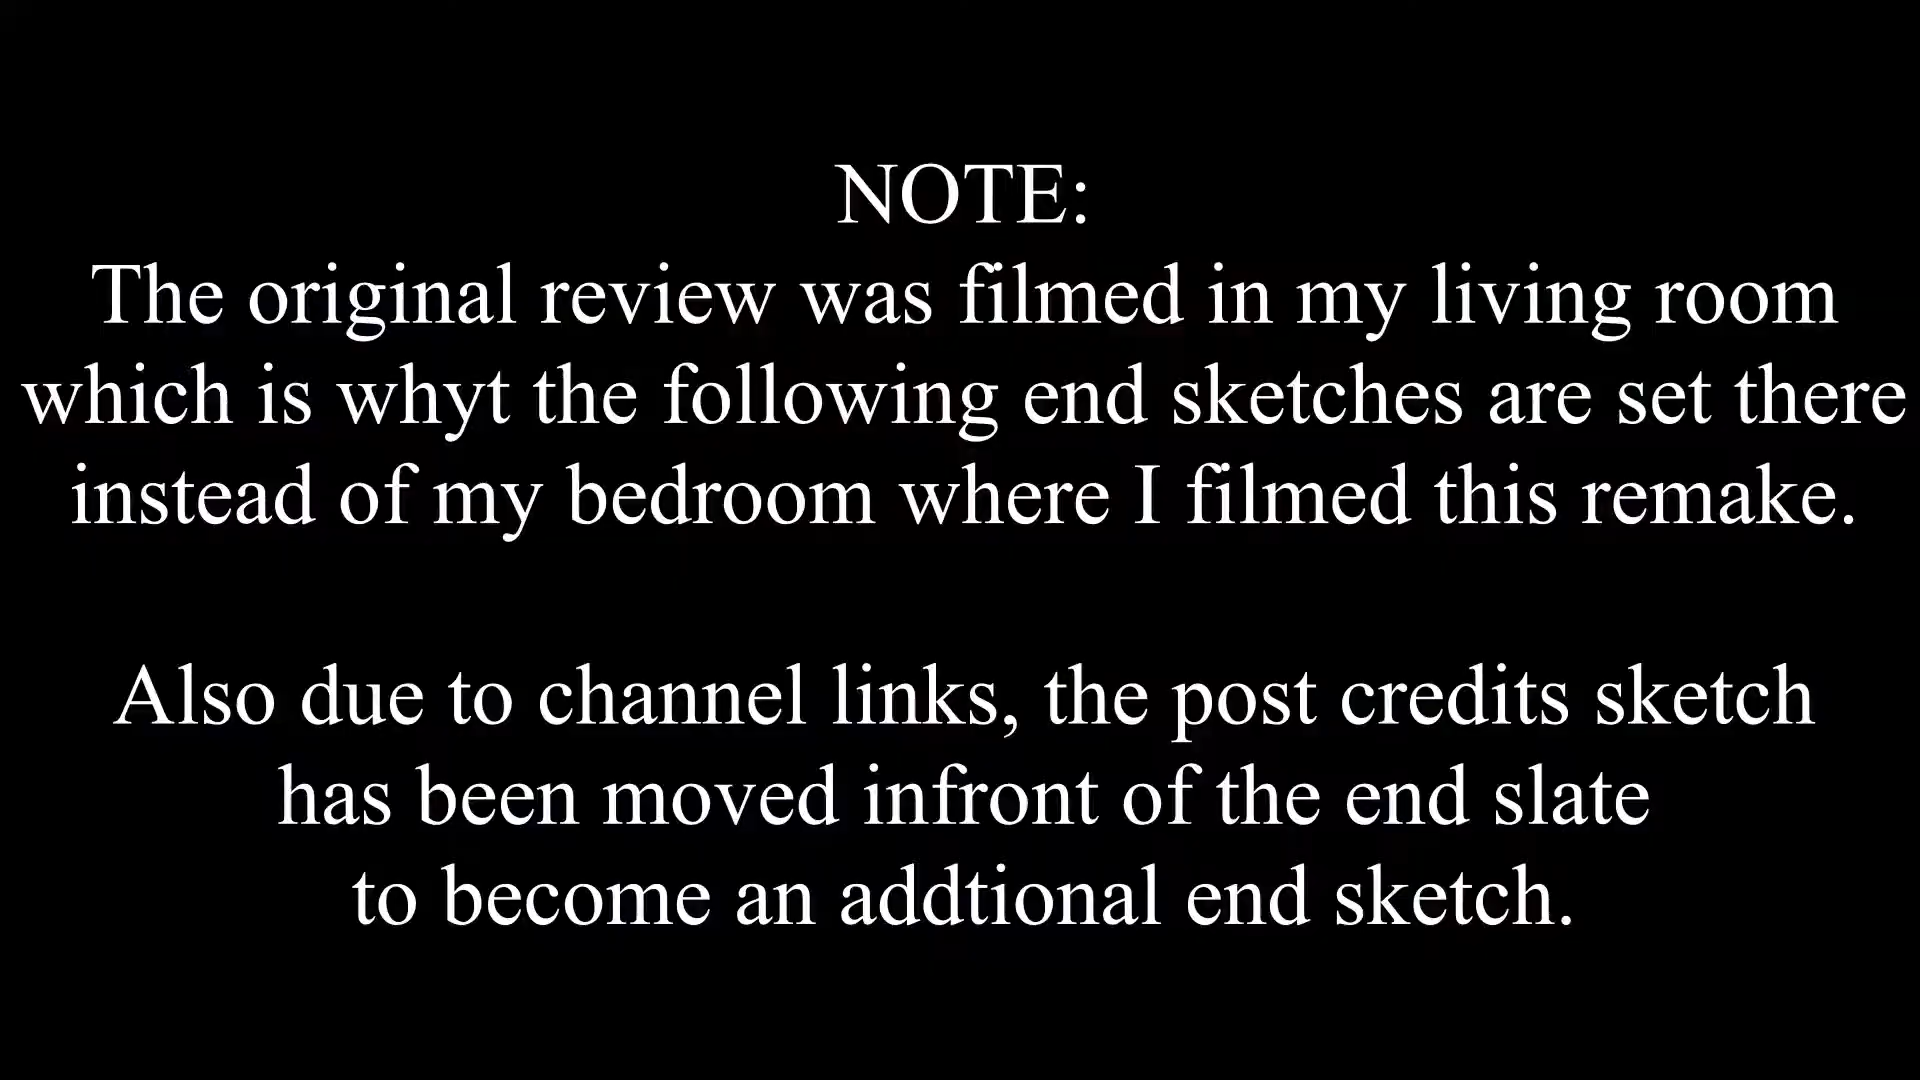 NOTE:
The original review was filmed in my living room
which is whyt the following end sketches are set there
instead of my bedroom where I filmed this remake.
Also due to channel links, the post credits sketch
has been moved infront of the end slate
to become an addtional end sketch.